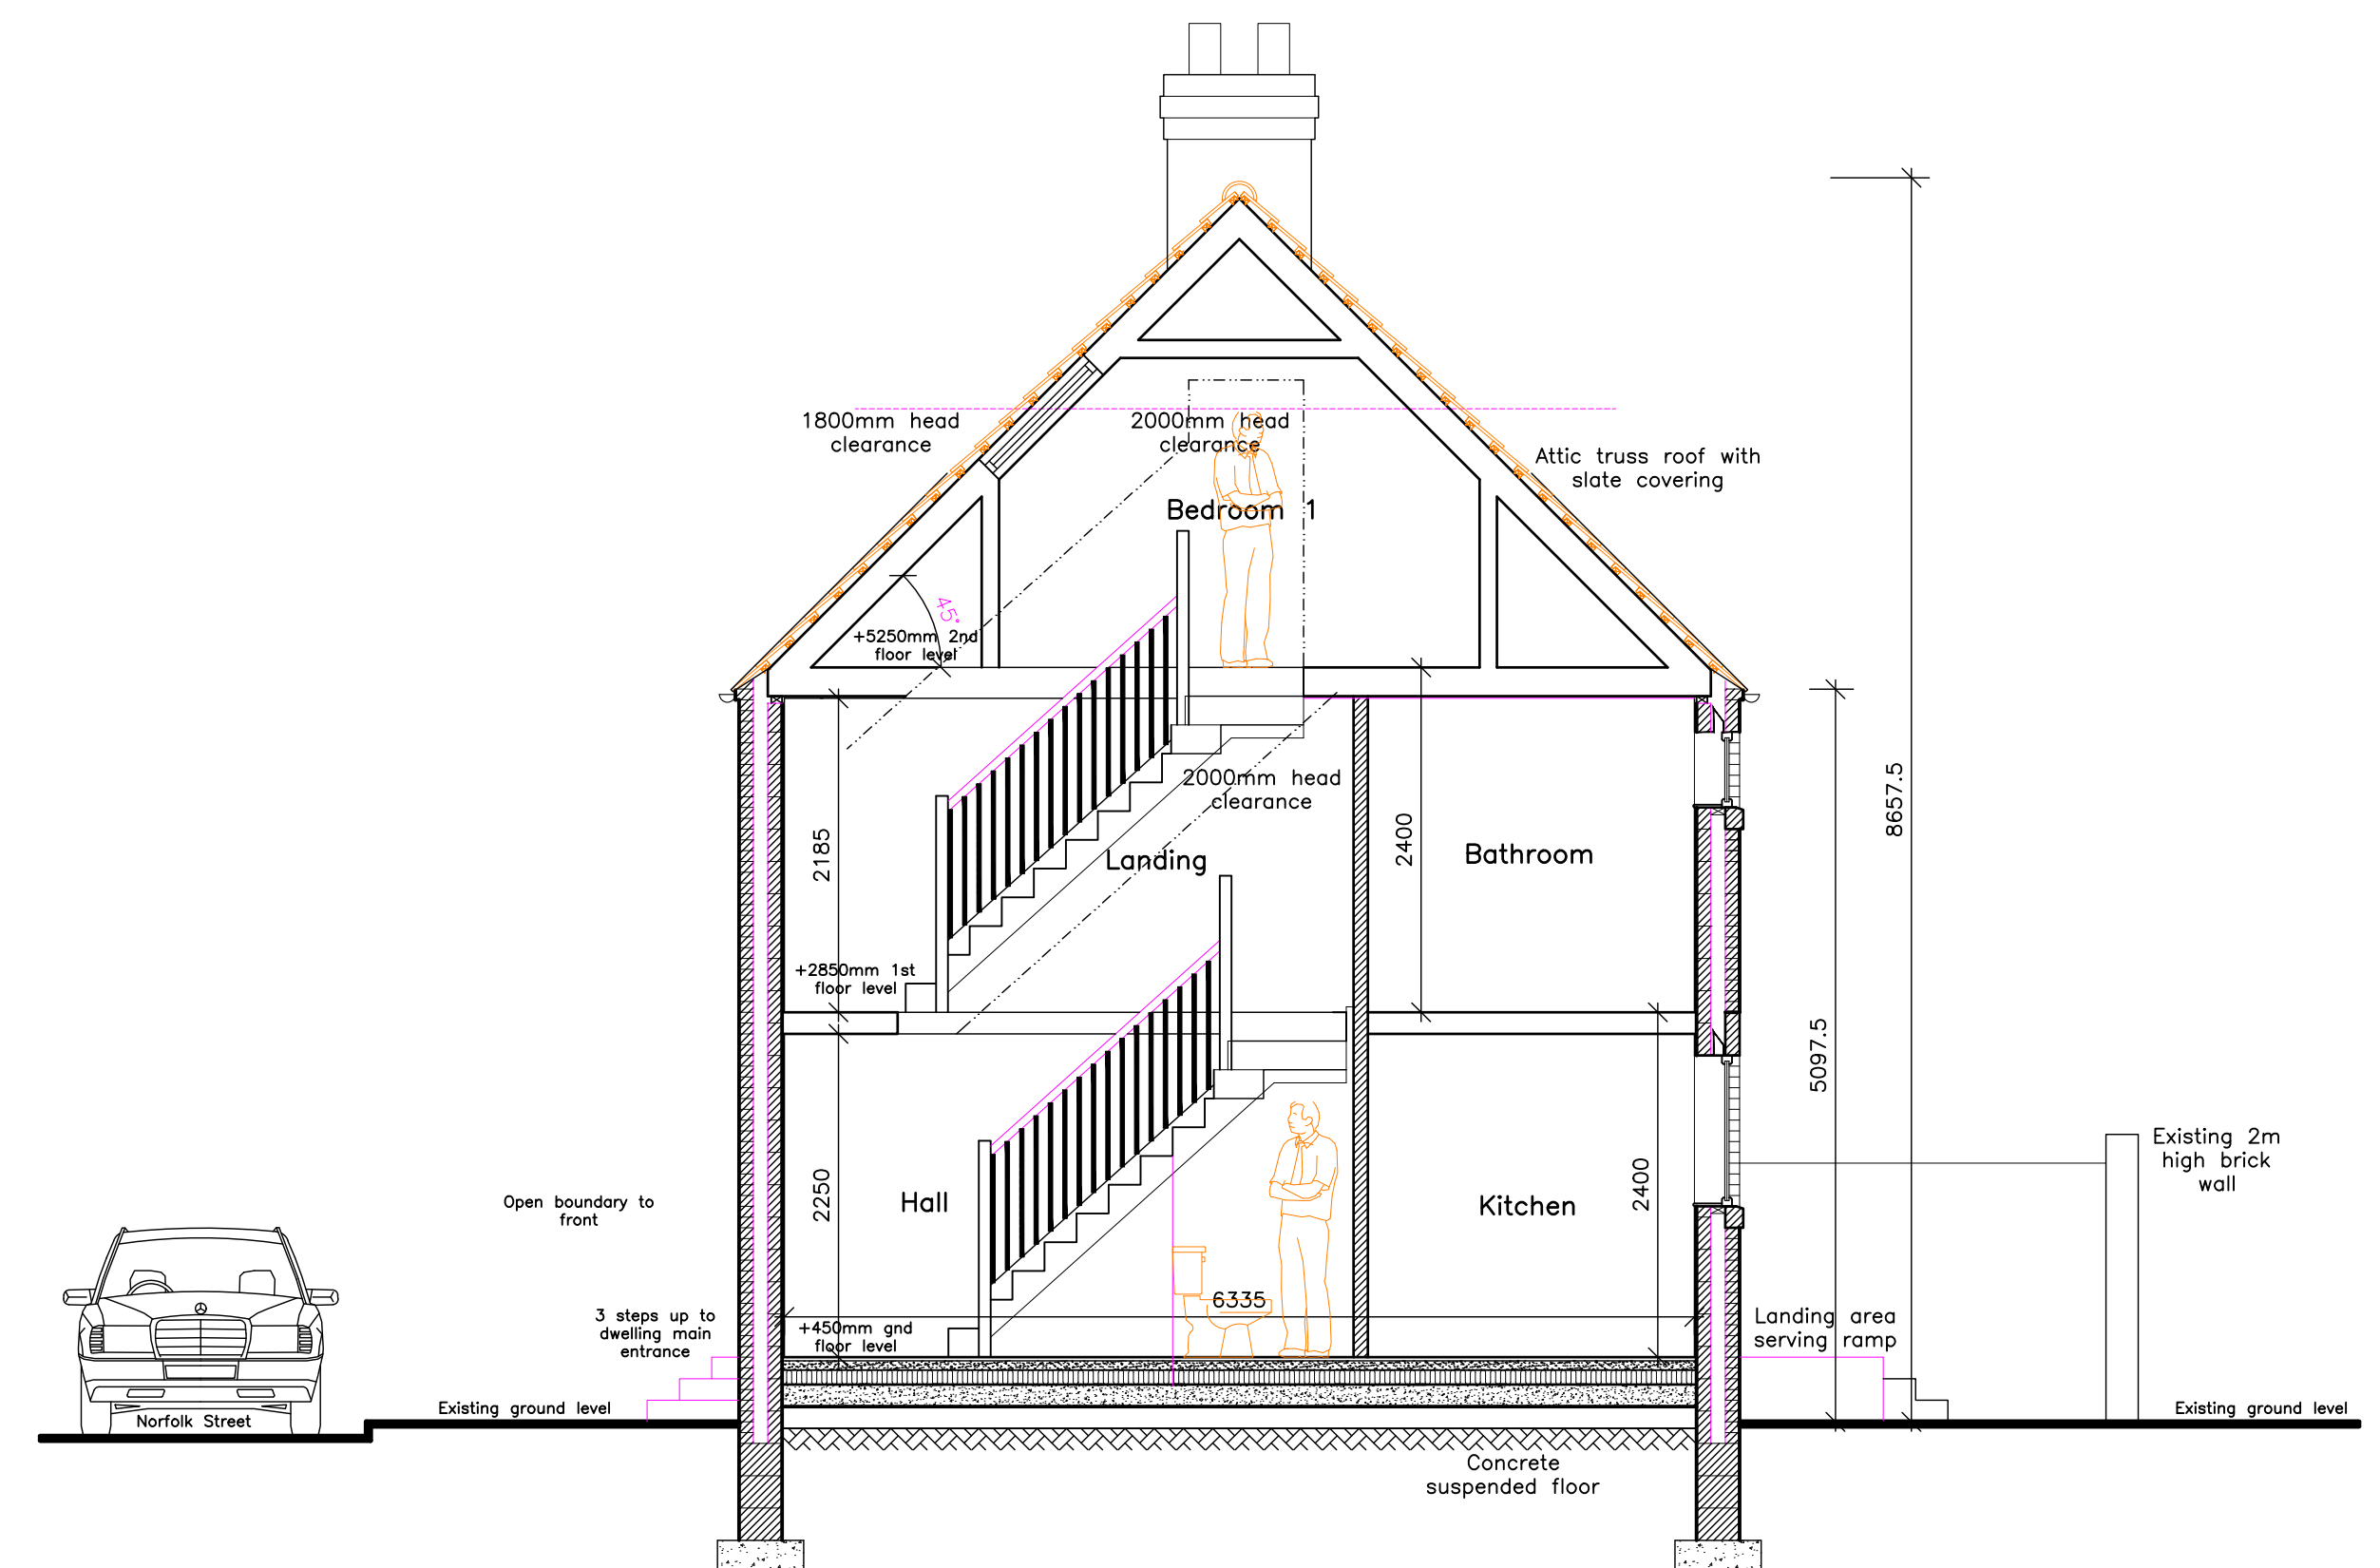 1800mm head
clearance
2000mm head
clearance
Attic truss roof with
slate covering
Bedroom 1
45°
+5250mm 2nd
floor level
8657.5
2185
2000mm head
clearance
2400
Landing
Bathroom
+2850mm 1st
floor level
5097.5
Existing 2m
high brick
wall
Open boundary to
front
2250
Hall
Kitchen
2400
6335
3 steps up to
dwelling main
entrance
+450mm gnd
floor level
Landing area
serving ramp
Norfolk Street
Existing ground level
Existing ground level
Concrete
suspended floor